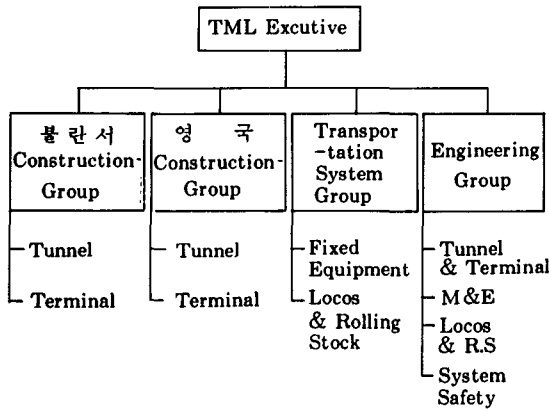 TML Excutive
불란서
Construction-
Group
영 국
Construction-
Group
Transpor
-tation
System
Group
Engineering
Group
Tunnel
Terminal
Tunnel
Terminal
Fixed
Equipment
Locos
& Rolling
Stock
Tunnel
& Terminal
M&E
Locos
& R.S
System
Safety